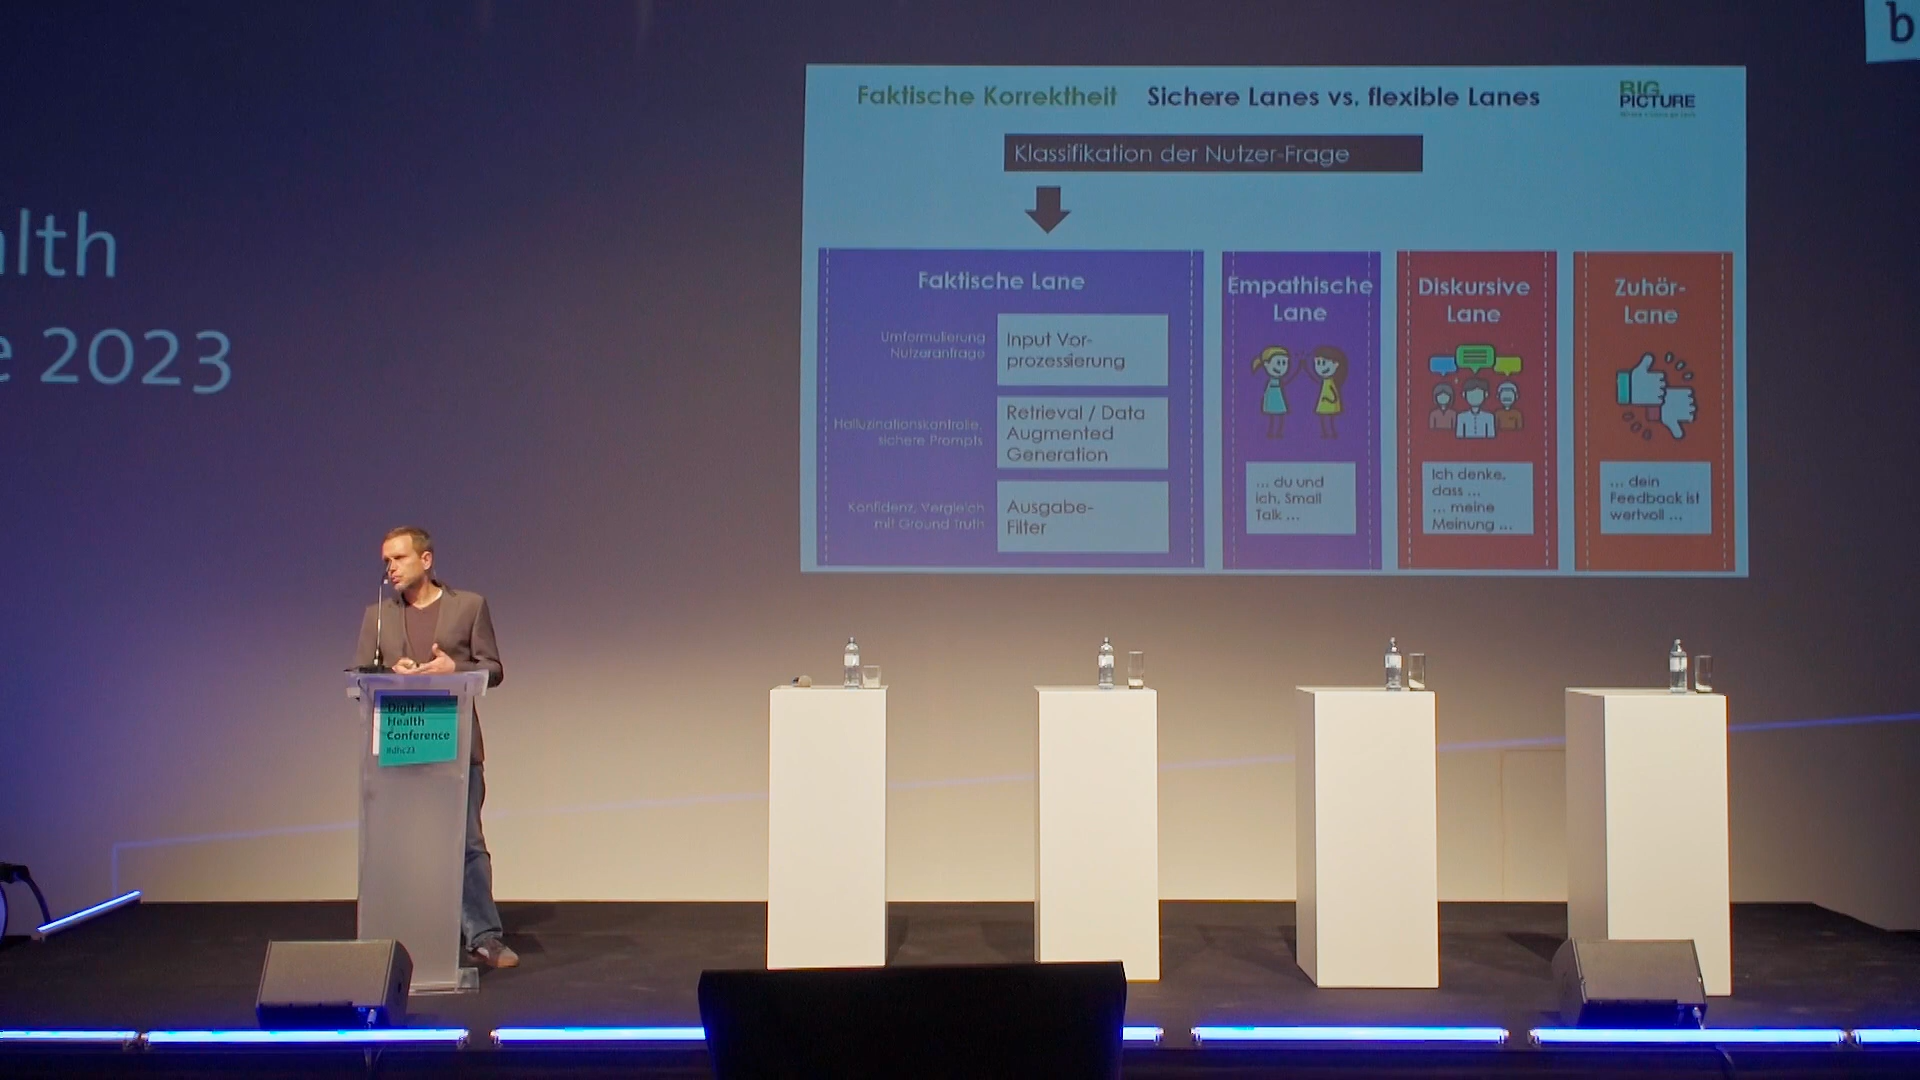 b
alth
e 2023
Faktische Korrektheit Sichere Lanes vs. flexible Lanes
BIG
PICTURE
Klassifikation der Nutzer-Frage
Faktische Lane
Umformulierung
Nutzeranfrage
Input Vor-
prozessierung
Halluzinationskontrolle,
sichere Prompts
Retrieval / Data
Augmented
Generation
Konfidenz, Vergleich
mit Ground Truth
Ausgabe-
Filter
Empathische
Lane
... du und
ich, Small
Talk ...
Diskursive
Lane
Ich denke,
dass ...
... meine
Meinung ...
Zuhör-
Lane
... dein
Feedback ist
wertvoll ...
Digital
Health
Conference
#dhc23